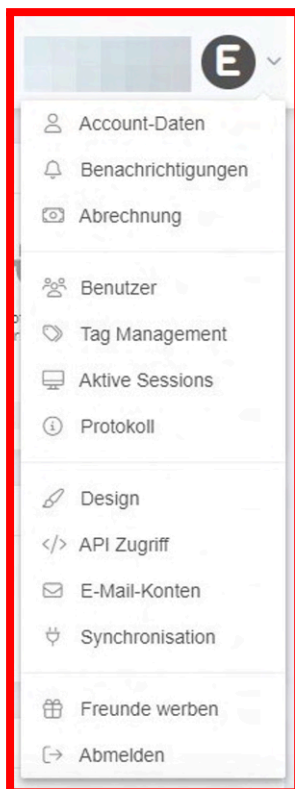 E
Account-Daten
Benachrichtigungen
Abrechnung
Benutzer
Tag Management
Aktive Sessions
Protokoll
Design
API Zugriff
E-Mail-Konten
Synchronisation
Freunde werben
Abmelden